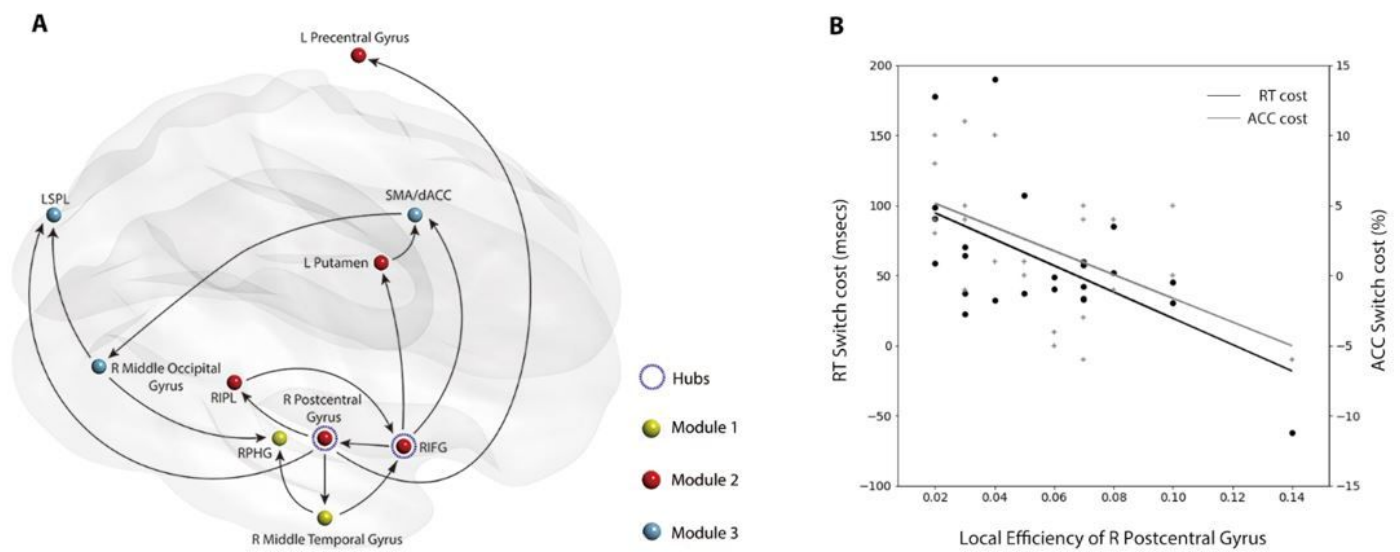 A
L Precentral Gyrus
LSPL
SMA/dACC
L Putamen
R Middle Occipital
Gyrus
RIPL
R Postcentral
Gyrus
RPHG
RIFG
R Middle Temporal Gyrus
Hubs
Module 1
Module 2
Module 3
B
RT Switch cost (msecs)
200
150
100
50
0
−50
−100
RT cost
ACC cost
15
10
5
0
−5
−10
−15
ACC Switch cost (%)
0.02 0.04 0.06 0.08 0.10 0.12 0.14
Local Efficiency of R Postcentral Gyrus